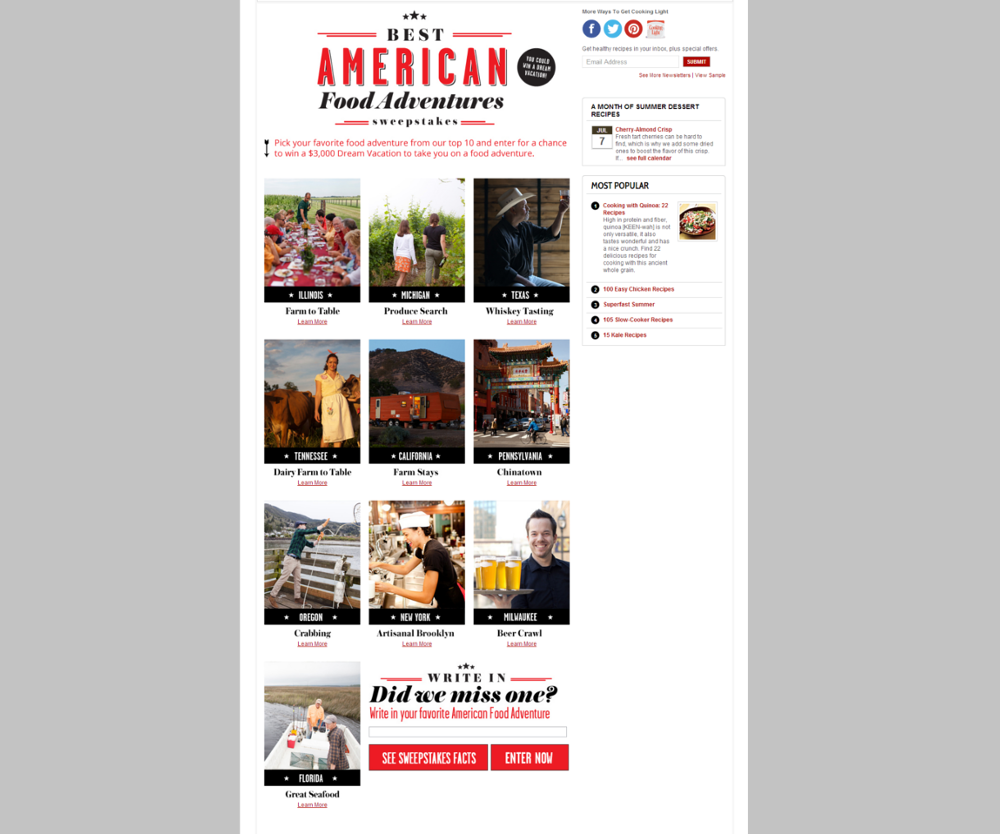 BEST
AMERICAN
Food Adventures
sweepstakes
YOU COULD
WIN A DREAM
VACATION!
Pick your favorite food adventure from our top 10 and enter for a chance
to win a $3,000 Dream Vacation to take you on a food adventure.
ILLINOIS
Farm to Table
Learn More
MICHIGAN
Produce Search
Learn More
TEXAS
Whiskey Tasting
Learn More
TENNESSEE
Dairy Farm to Table
Learn More
CALIFORNIA
Farm Stays
Learn More
PENNSYLVANIA
Chinatown
Learn More
OREGON
Crabbing
Learn More
NEW YORK
Artisanal Brooklyn
Learn More
MILWAUKEE
Beer Crawl
Learn More
FLORIDA
Great Seafood
Learn More
WRITE IN
Did we miss one?
Write in your favorite American Food Adventure
SEE SWEEPSTAKES FACTS
ENTER NOW
More Ways To Get Cooking Light
Get healthy recipes in your inbox, plus special offers.
Email Address
SUBMIT
See More Newsletters | View Sample
A MONTH OF SUMMER DESSERT
RECIPES
JUL
7
Cherry-Almond Crisp
Fresh tart cherries can be hard to
find, which is why we add some dried
ones to boost the flavor of this crisp.
If... see full calendar
MOST POPULAR
1 Cooking with Quinoa: 22
Recipes
High in protein and fiber,
quinoa [KEEN-wah] is not
only versatile, it also
tastes wonderful and has
a nice crunch. Find 22
delicious recipes for
cooking with this ancient
whole grain.
2 100 Easy Chicken Recipes
3 Superfast Summer
4 105 Slow-Cooker Recipes
5 15 Kale Recipes